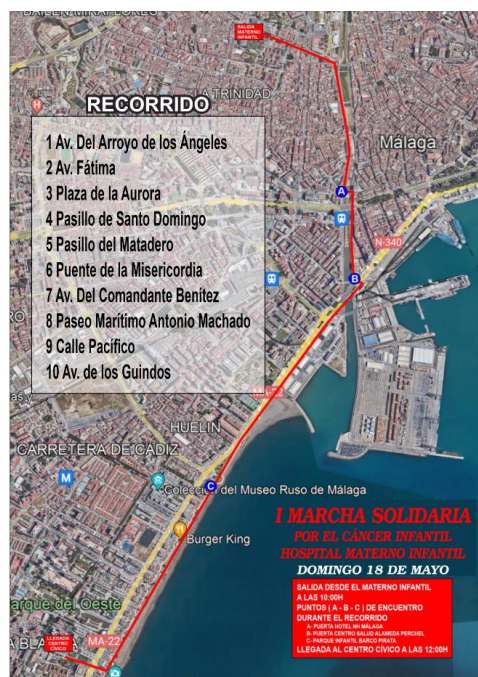 BAILÉN MIRAFLORES
SALIDA
MATERNO
INFANTIL
LA TRINIDAD
H
RECORRIDO
Málaga
1 Av. Del Arroyo de los Ángeles
2 Av. Fátima
3 Plaza de la Aurora
4 Pasillo de Santo Domingo
5 Pasillo del Matadero
6 Puente de la Misericordia
7 Av. Del Comandante Benítez
8 Paseo Marítimo Antonio Machado
9 Calle Pacífico
10 Av. de los Guindos
A
N-340
B
MA-22
HUELIN
CARRETERA DE CÁDIZ
M
C
Colección del Museo Ruso de Málaga
Burger King
I MARCHA SOLIDARIA
POR EL CÁNCER INFANTIL
HOSPITAL MATERNO INFANTIL
DOMINGO 18 DE MAYO
SALIDA DESDE EL MATERNO INFANTIL
A LAS 10:00H
PUNTOS ( A - B - C ) DE ENCUENTRO
DURANTE EL RECORRIDO
A- PUERTA HOTEL NH MÁLAGA
B- PUERTA CENTRO SALUD ALAMEDA PERCHEL
C- PARQUE INFANTIL BARCO PIRATA
LLEGADA AL CENTRO CÍVICO A LAS 12:00H
arque del Oeste
MA-22
LLEGADA
CENTRO
CÍVICO